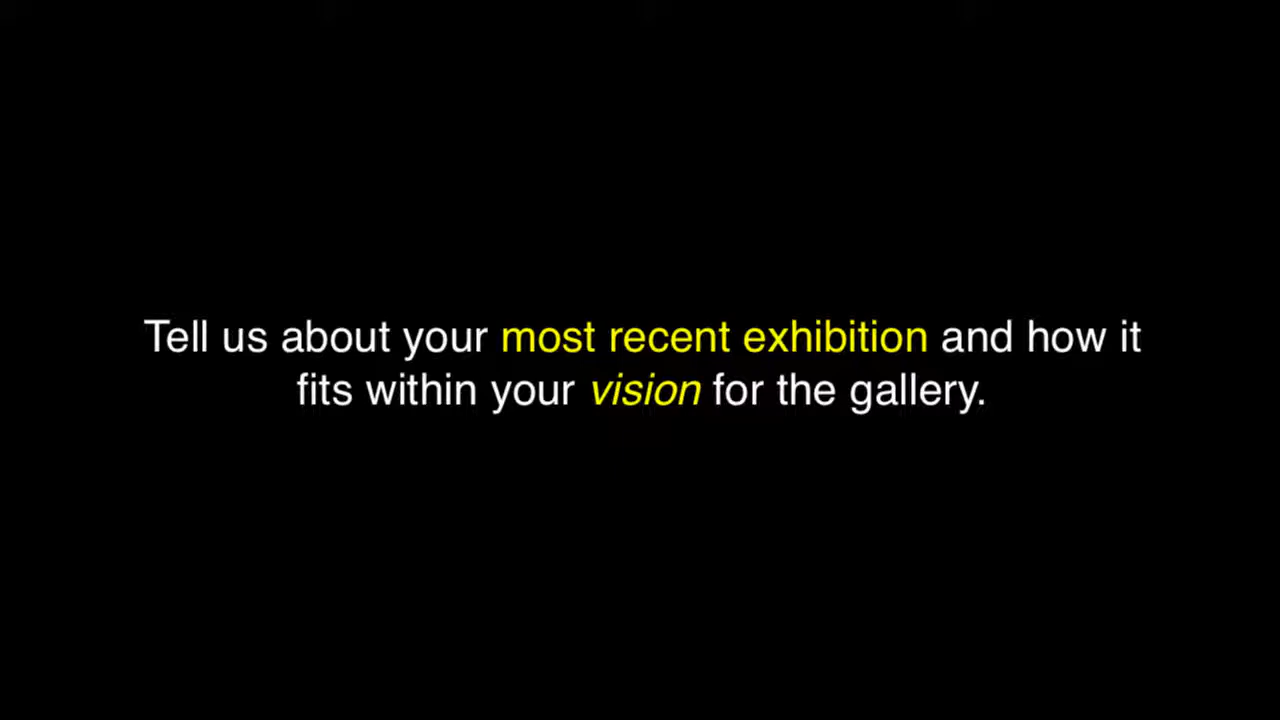 Tell us about your most recent exhibition and how it
fits within your vision for the gallery.